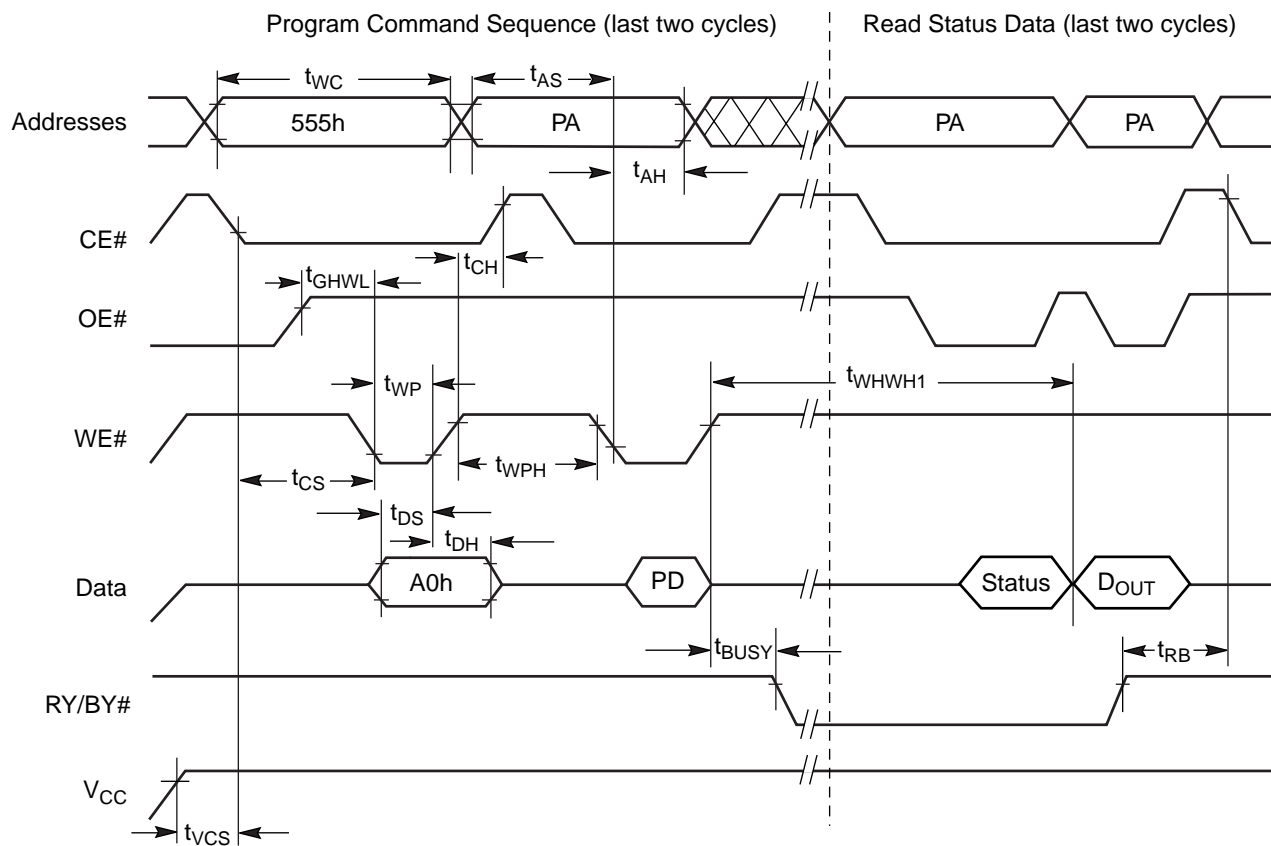 Program Command Sequence (last two cycles)
Read Status Data (last two cycles)
tWC
tAS
Addresses
555h
PA
PA
PA
tAH
CE#
tCH
tGHWL
OE#
tWP
tWHWH1
WE#
tCS
tWPH
tDS
tDH
Data
A0h
PD
Status
DOUT
tBUSY
tRB
RY/BY#
VCC
tVCS